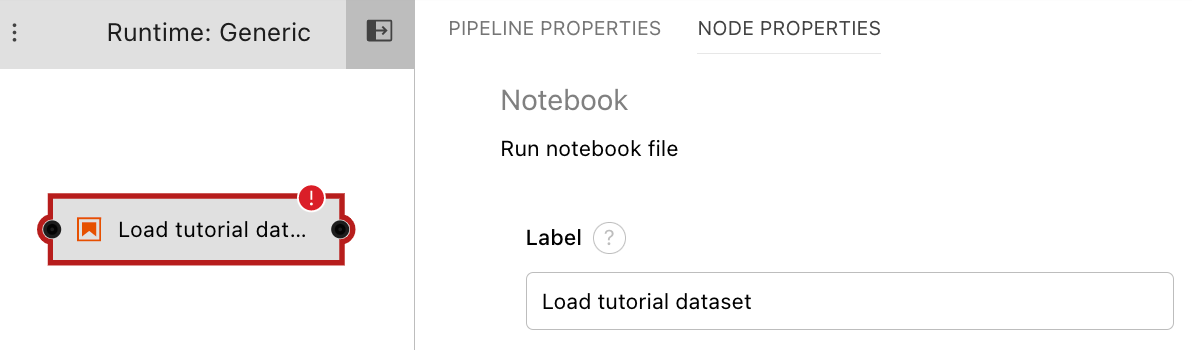 Runtime: Generic
PIPELINE PROPERTIES
NODE PROPERTIES
Notebook
Run notebook file
!
Load tutorial dat...
Label ?
Load tutorial dataset